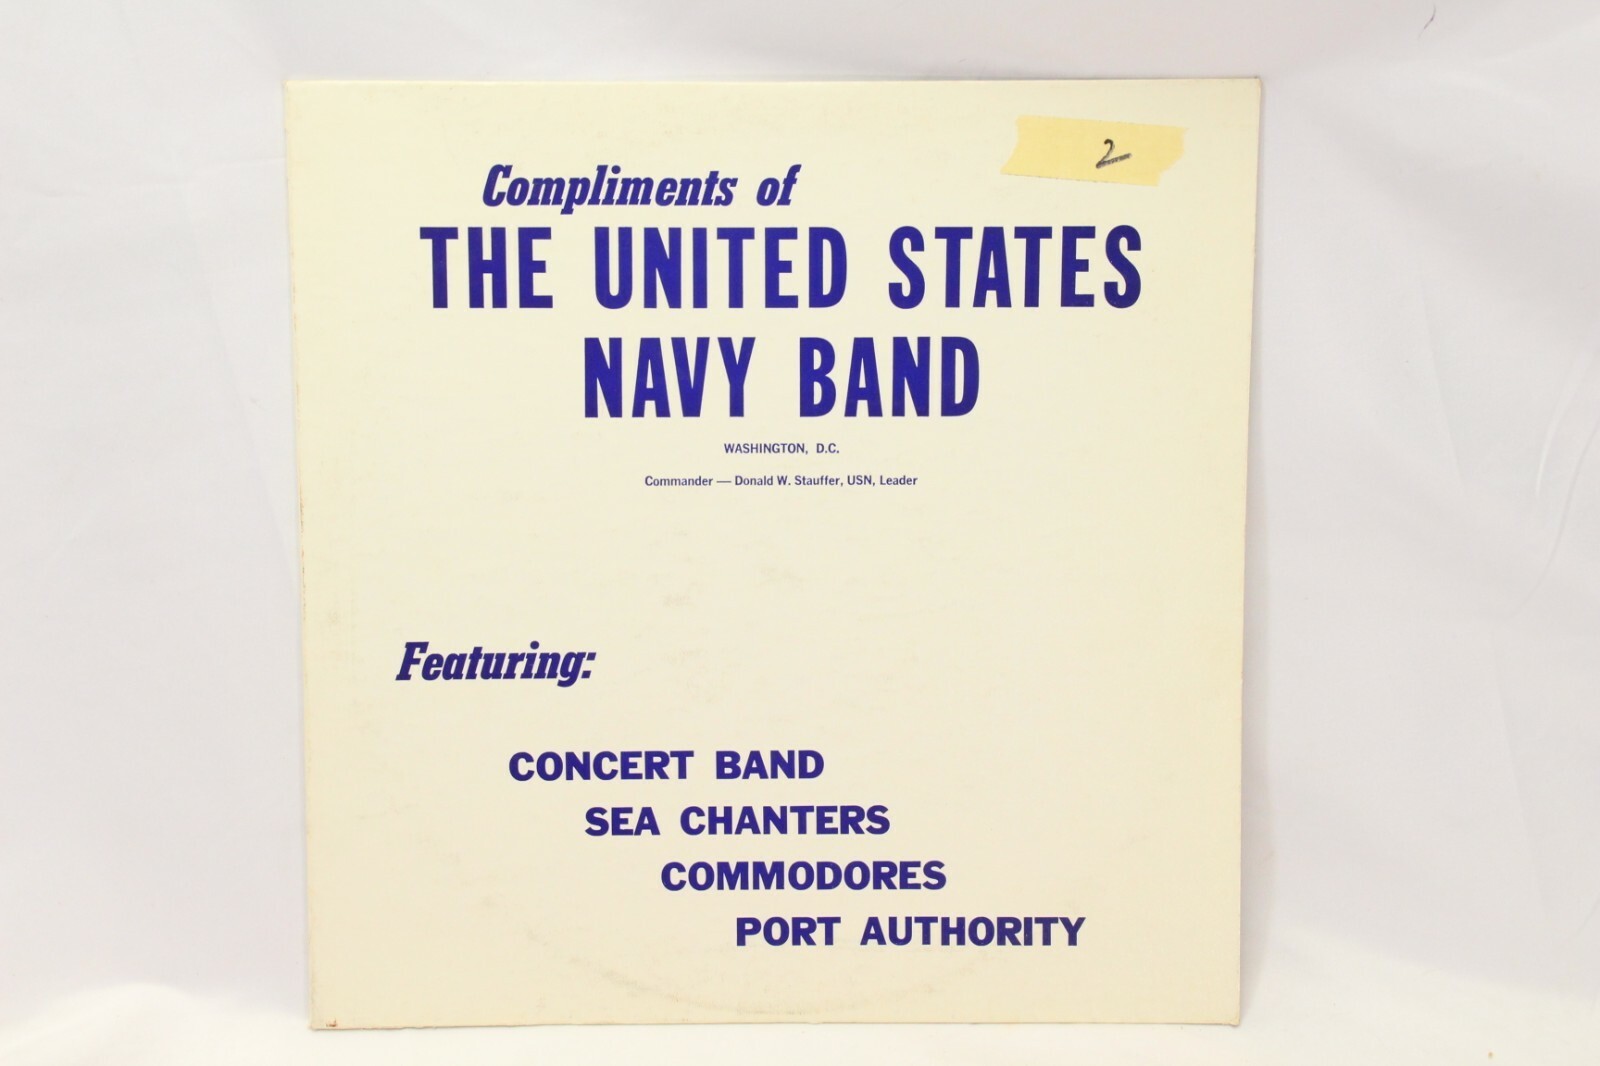 2
Compliments of
THE UNITED STATES
NAVY BAND
WASHINGTON, D.C.
Commander — Donald W. Stauffer, USN, Leader
Featuring:
CONCERT BAND
SEA CHANTERS
COMMODORES
PORT AUTHORITY